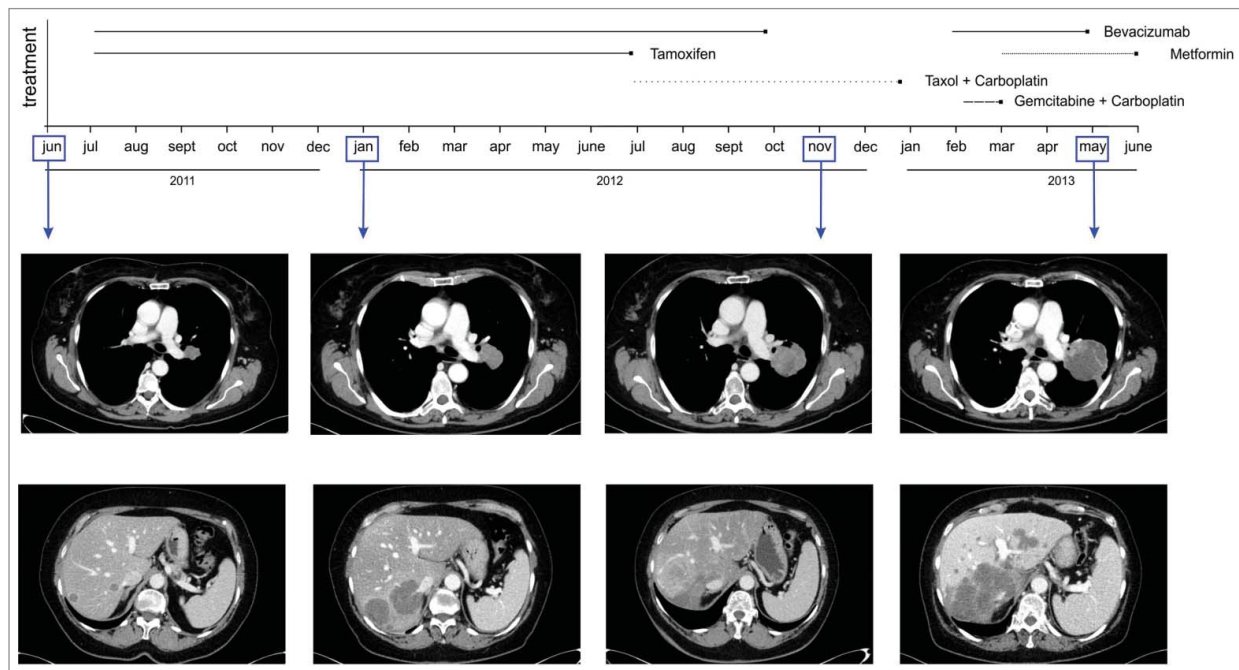 treatment
Bevacizumab
Tamoxifen
Metformin
Taxol + Carboplatin
Gemcitabine + Carboplatin
jun jul aug sept oct nov dec jan feb mar apr may june jul aug sept oct nov dec jan feb mar apr may june
2011 2012 2013